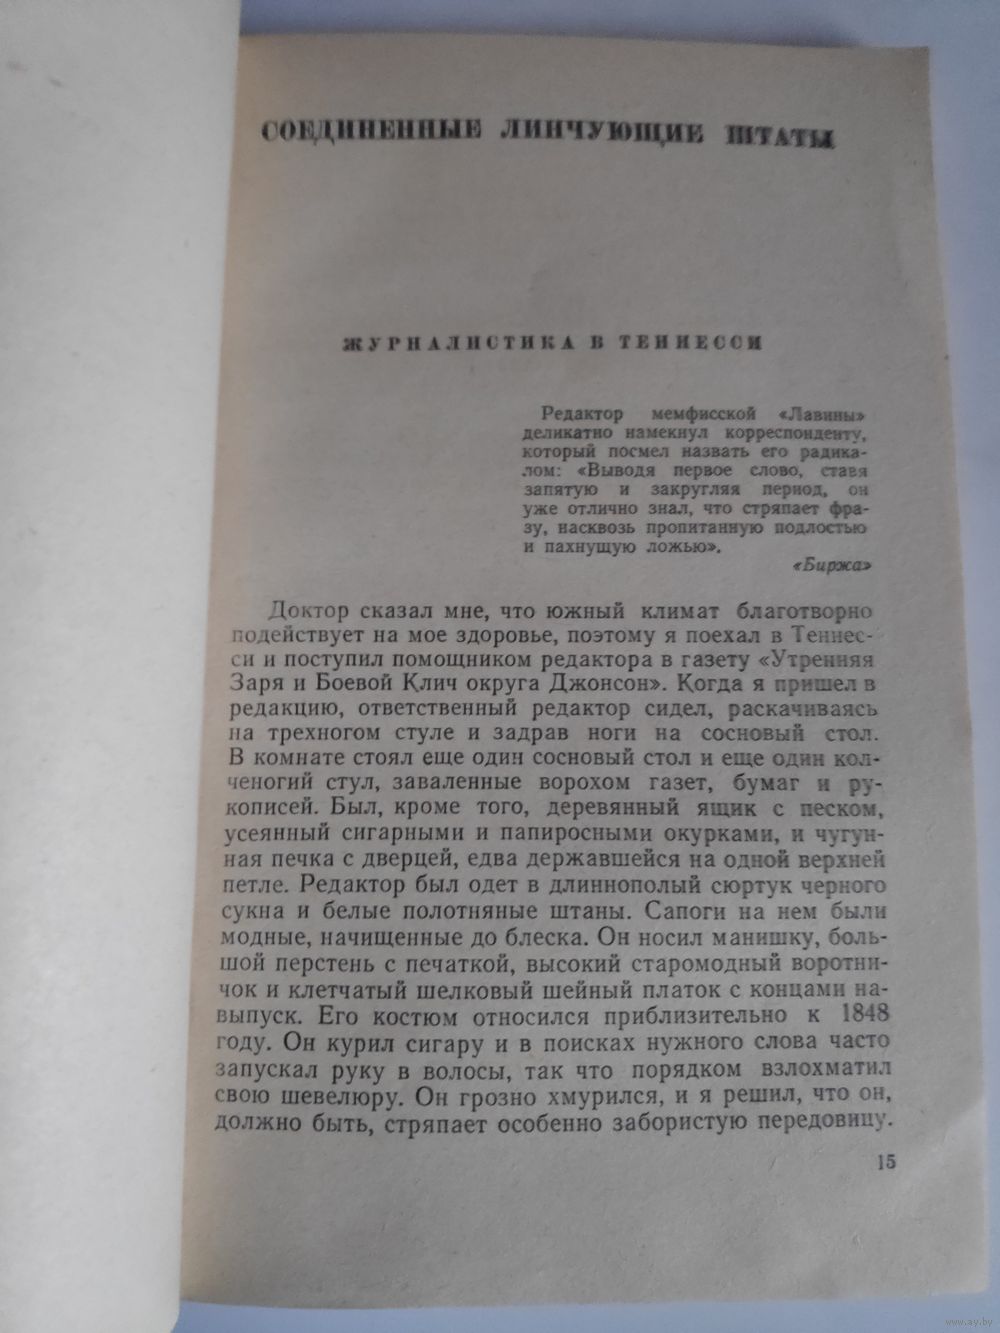 СОЕДИНЕННЫЕ ЛИНЧУЮЩИЕ ШТАТЫ
ЖУРНАЛИСТИКА В ТЕННЕССИ
Редактор мемфисской «Лавины»
деликатно намекнул корреспонденту,
который посмел назвать его радика-
лом: «Выводя первое слово, ставя
запятую и закругляя период, он
уже отлично знал, что стряпает фра-
зу, насквозь пропитанную подлостью
и пахнущую ложью».
«Биржа»
Доктор сказал мне, что южный климат благотворно
подействует на мое здоровье, поэтому я поехал в Теннес-
си и поступил помощником редактора в газету «Утренняя
Заря и Боевой Клич округа Джонсон». Когда я пришел в
редакцию, ответственный редактор сидел, раскачиваясь
на трехногом стуле и задрав ноги на сосновый стол.
В комнате стоял еще один сосновый стол и еще один кол-
ченогий стул, заваленные ворохом газет, бумаг и ру-
кописей. Был, кроме того, деревянный ящик с песком,
усеянный сигарными и папиросными окурками, и чугун-
ная печка с дверцей, едва державшейся на одной верхней
петле. Редактор был одет в длиннополый сюртук черного
сукна и белые полотняные штаны. Сапоги на нем были
модные, начищенные до блеска. Он носил манишку, боль-
шой перстень с печаткой, высокий старомодный воротни-
чок и клетчатый шелковый шейный платок с концами на-
выпуск. Его костюм относился приблизительно к 1848
году. Он курил сигару и в поисках нужного слова часто
запускал руку в волосы, так что порядком взлохматил
свою шевелюру. Он грозно хмурился, и я решил, что он,
должно быть, стряпает особенно забористую передовицу.
15
www.ay.by